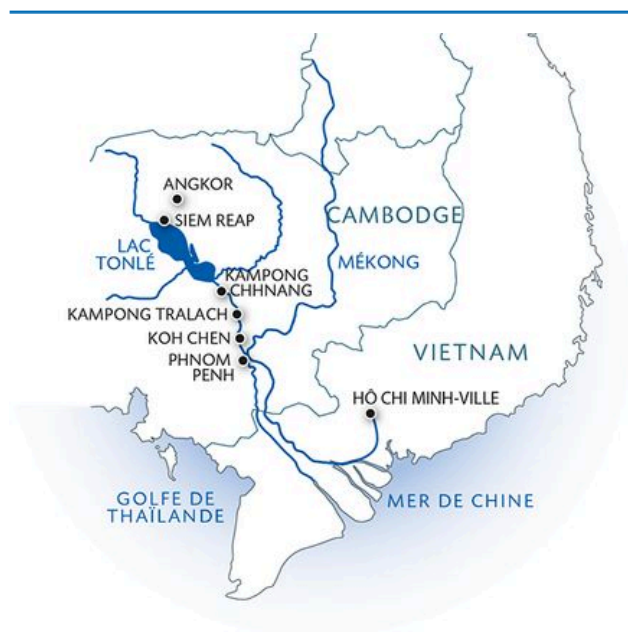 ANGKOR
SIEM REAP
CAMBODGE
LAC
TONLÉ
MÉKONG
KAMPONG
CHHNANG
KAMPONG TRALACH
KOH CHEN
PHNOM
PENH
VIETNAM
HÔ CHI MINH-VILLE
GOLFE DE
THAÏLANDE
MER DE CHINE